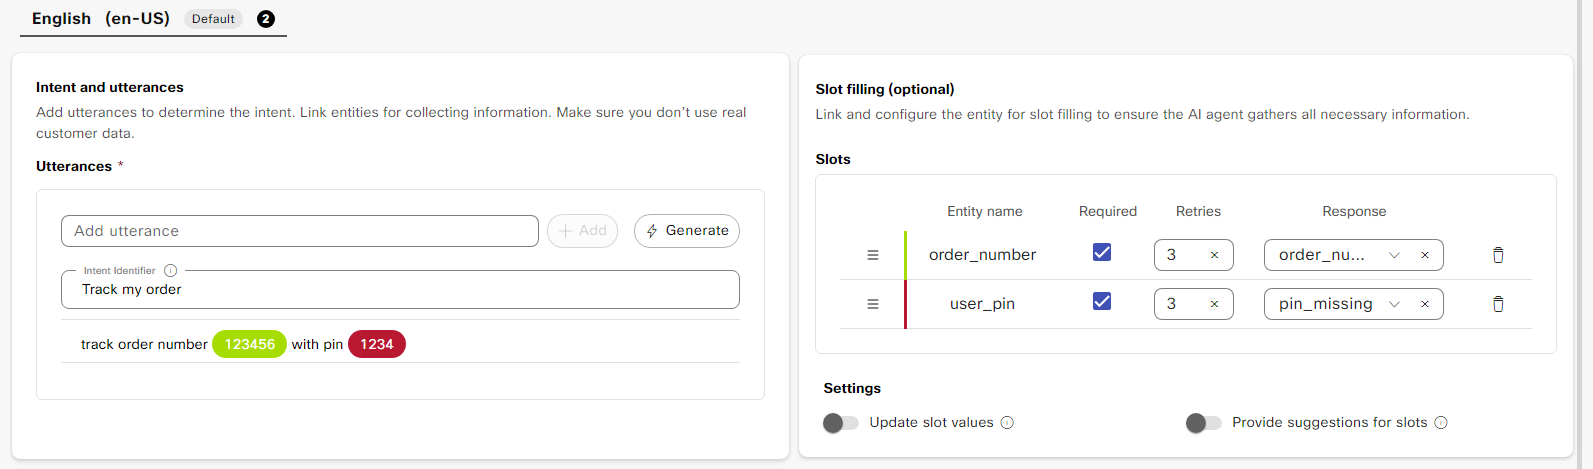 English (en-US) Default 2
Intent and utterances
Add utterances to determine the intent. Link entities for collecting information. Make sure you don't use real
customer data.
Utterances *
Add utterance
+ Add
Generate
Intent Identifier
Track my order
track order number 123456 with pin 1234
Slot filling (optional)
Link and configure the entity for slot filling to ensure the AI agent gathers all necessary information.
Slots
Entity name Required Retries Response
order_number 3 × order_nu... ×
user_pin 3 × pin_missing ×
Settings
Update slot values
Provide suggestions for slots